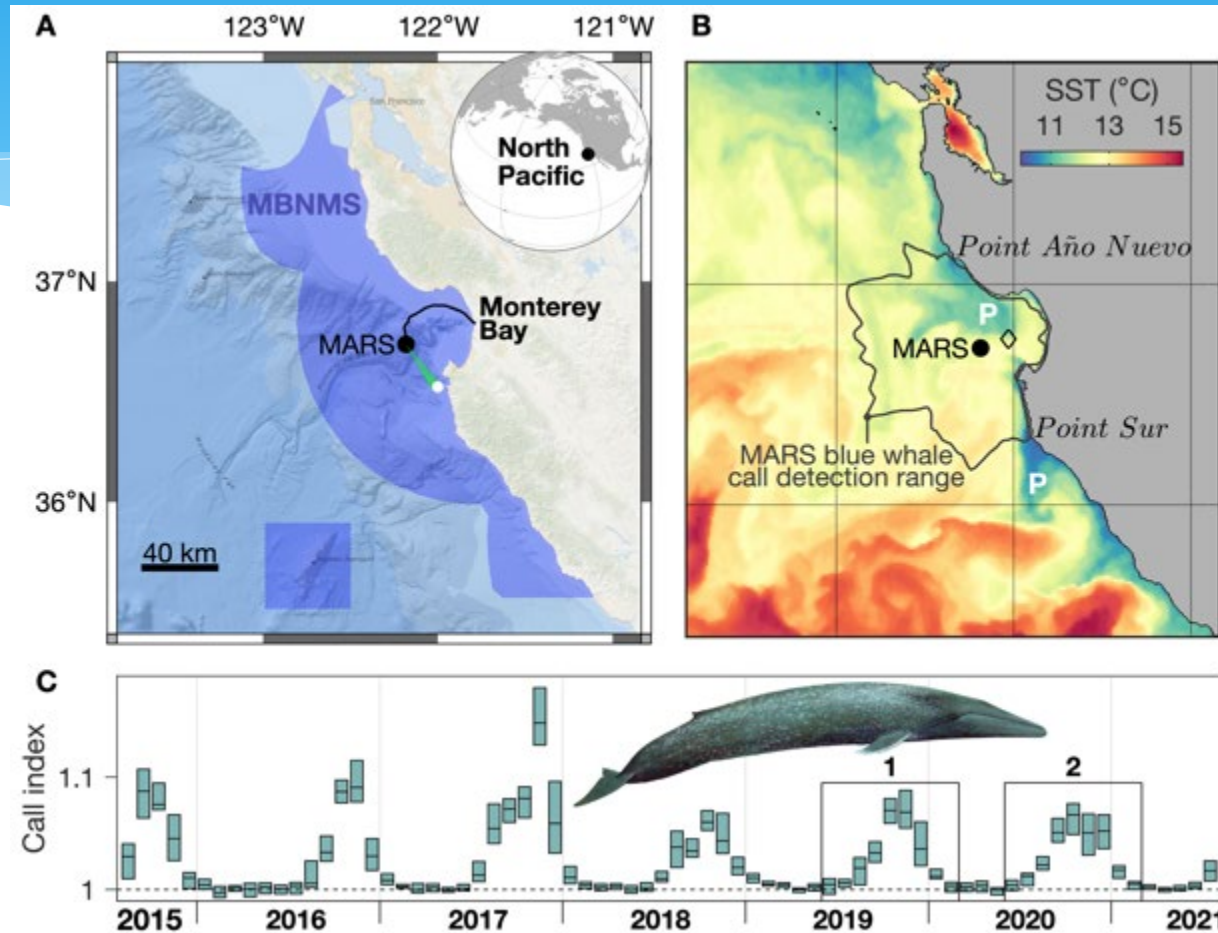 A
123°W 122°W 121°W
San Francisco
North
Pacific
MBNMS
37°N
Monterey
Bay
MARS
36°N
40 km
B
SST (°C)
11 13 15
Point Año Nuevo
P
MARS
Point Sur
MARS blue whale
call detection range
P
C
Call index
1.1
1
1 2
2015 2016 2017 2018 2019 2020 2021